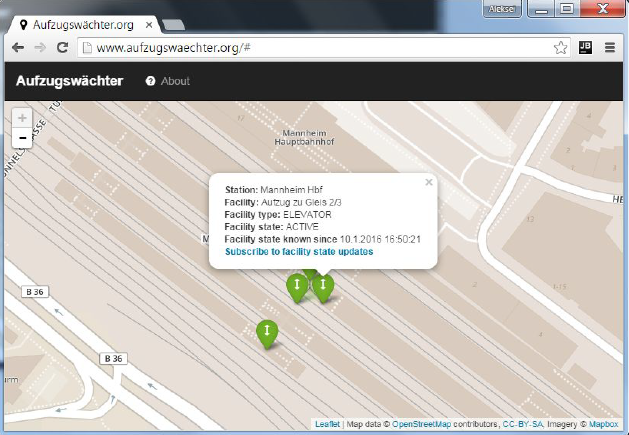 Aleksei
Aufzugswächter.org
www.aufzugswaechter.org/#
JB
Aufzugswächter
About
+
-
Mannheim
Hauptbahnhof
Station: Mannheim Hbf
Facility: Aufzug zu Gleis 2/3
Facility type: ELEVATOR
Facility state: ACTIVE
Facility state known since 10.1.2016 16:50:21
Subscribe to facility state updates
B 36
B 36
1-13
Leaflet | Map data © OpenStreetMap contributors, CC-BY-SA, Imagery © Mapbox